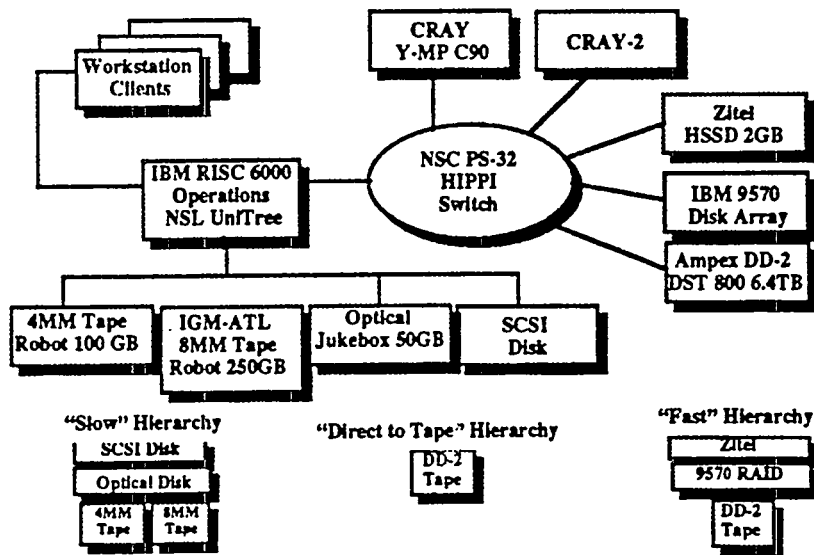 Workstation
Clients
CRAY
Y-MP C90
CRAY-2
Zitel
HSSD 2GB
IBM RISC 6000
Operations
NSL UniTree
NSC PS-32
HIPPI
Switch
IBM 9570
Disk Array
Ampex DD-2
DST 800 6.4TB
4MM Tape
Robot 100 GB
IGM-ATL
8MM Tape
Robot 250GB
Optical
Jukebox 50GB
SCSI
Disk
“Slow” Hierarchy
SCSI Disk
Optical Disk
4MM
Tape
8MM
Tape
“Direct to Tape” Hierarchy
DD-2
Tape
“Fast” Hierarchy
Zitel
9570 RAID
DD-2
Tape